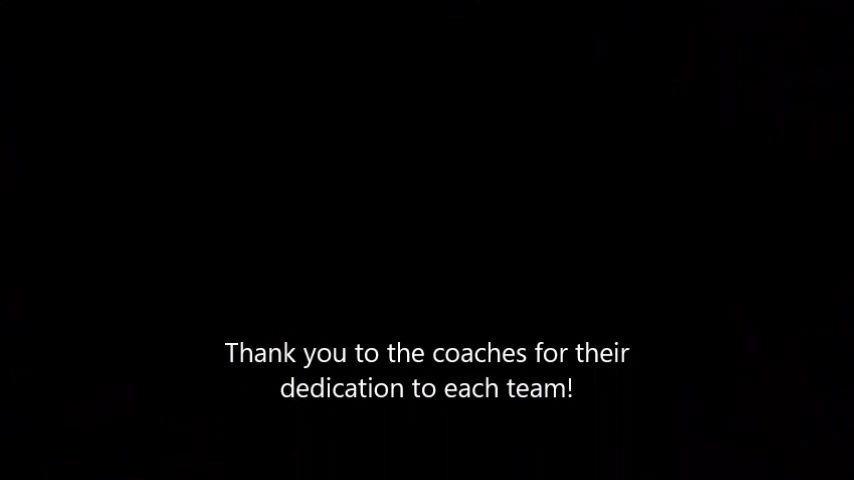 Thank you to the coaches for their
dedication to each team!